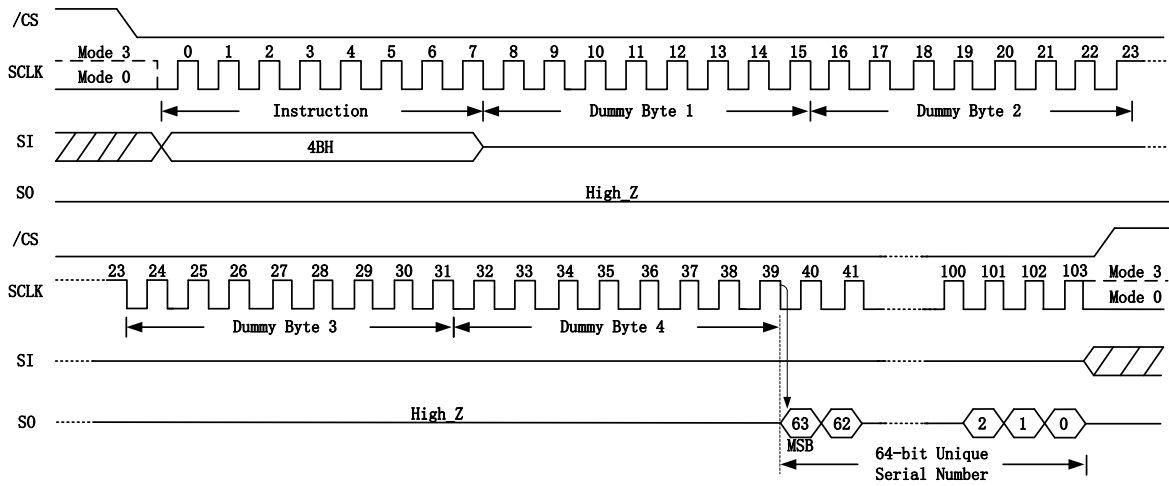 /CS
Mode 3 0 1 2 3 4 5 6 7 8 9 10 11 12 13 14 15 16 17 18 19 20 21 22 23
SCLK
Mode 0
Instruction Dummy Byte 1 Dummy Byte 2
SI
4BH
SO
High_Z
/CS
23 24 25 26 27 28 29 30 31 32 33 34 35 36 37 38 39 40 41 100 101 102 103 Mode 3
SCLK
Mode 0
Dummy Byte 3 Dummy Byte 4
SI
High_Z
SO
63 62 2 1 0
MSB
64-bit Unique
Serial Number